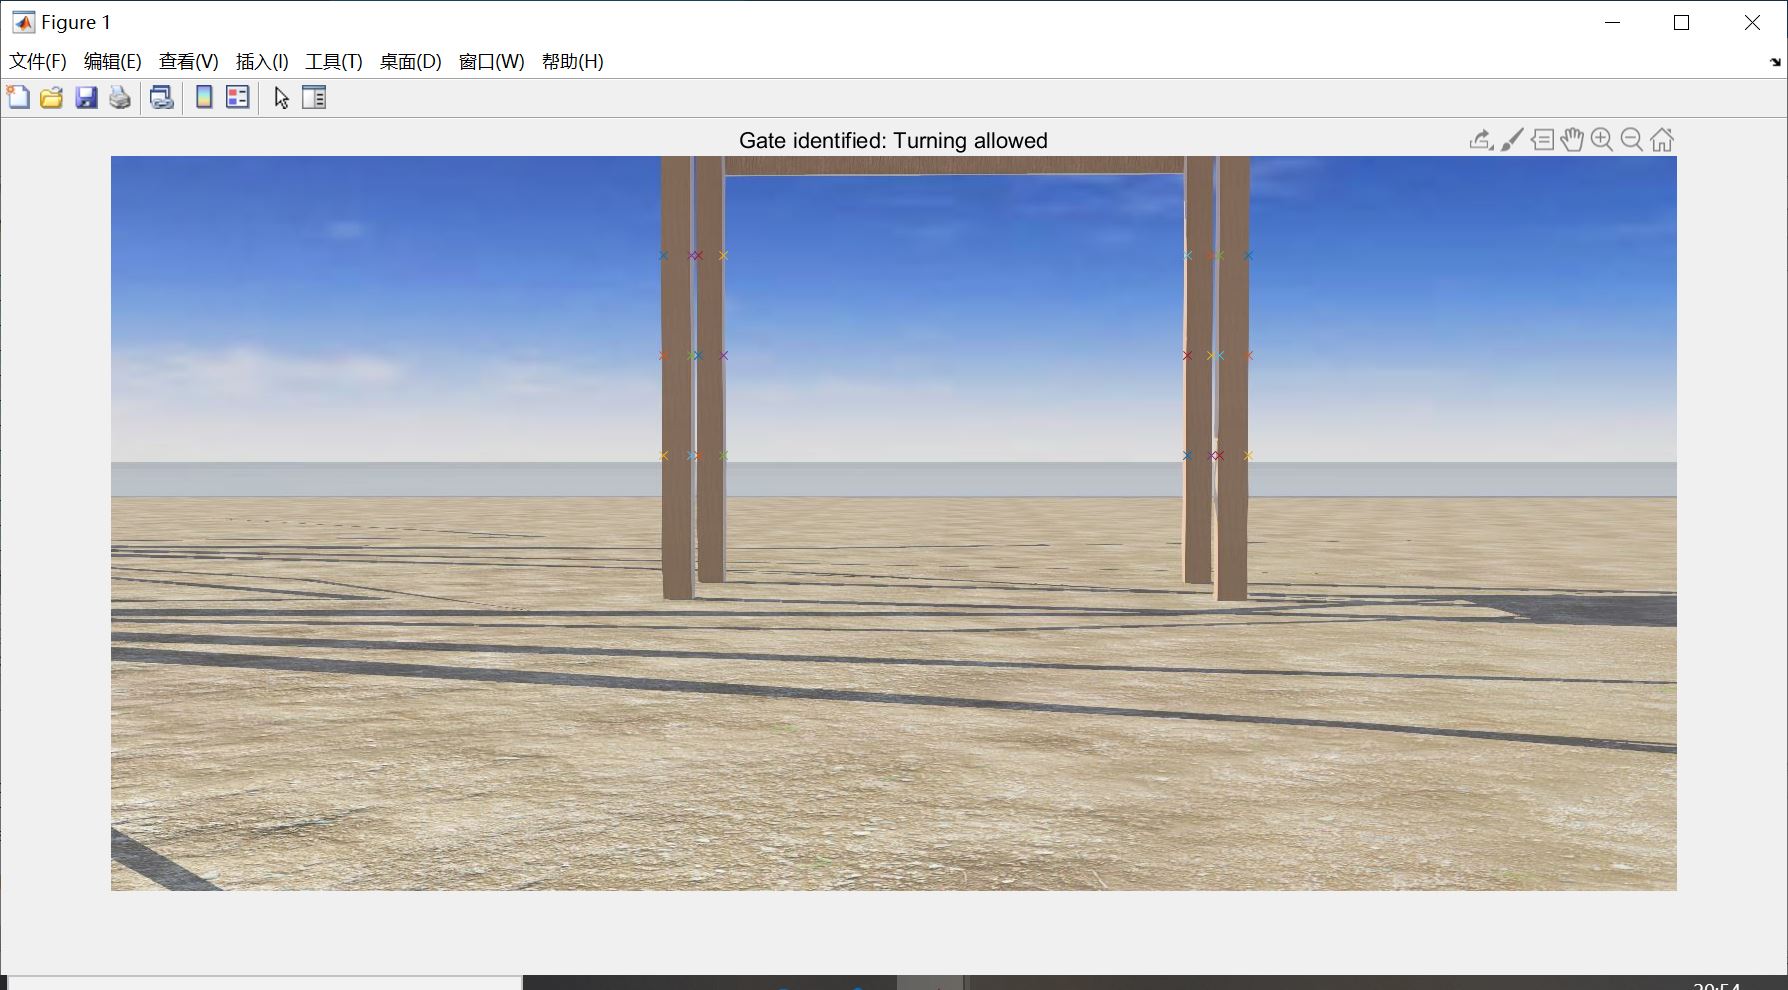 Figure 1
文件(F) 编辑(E) 查看(V) 插入(I) 工具(T) 桌面(D) 窗口(W) 帮助(H)
Gate identified: Turning allowed